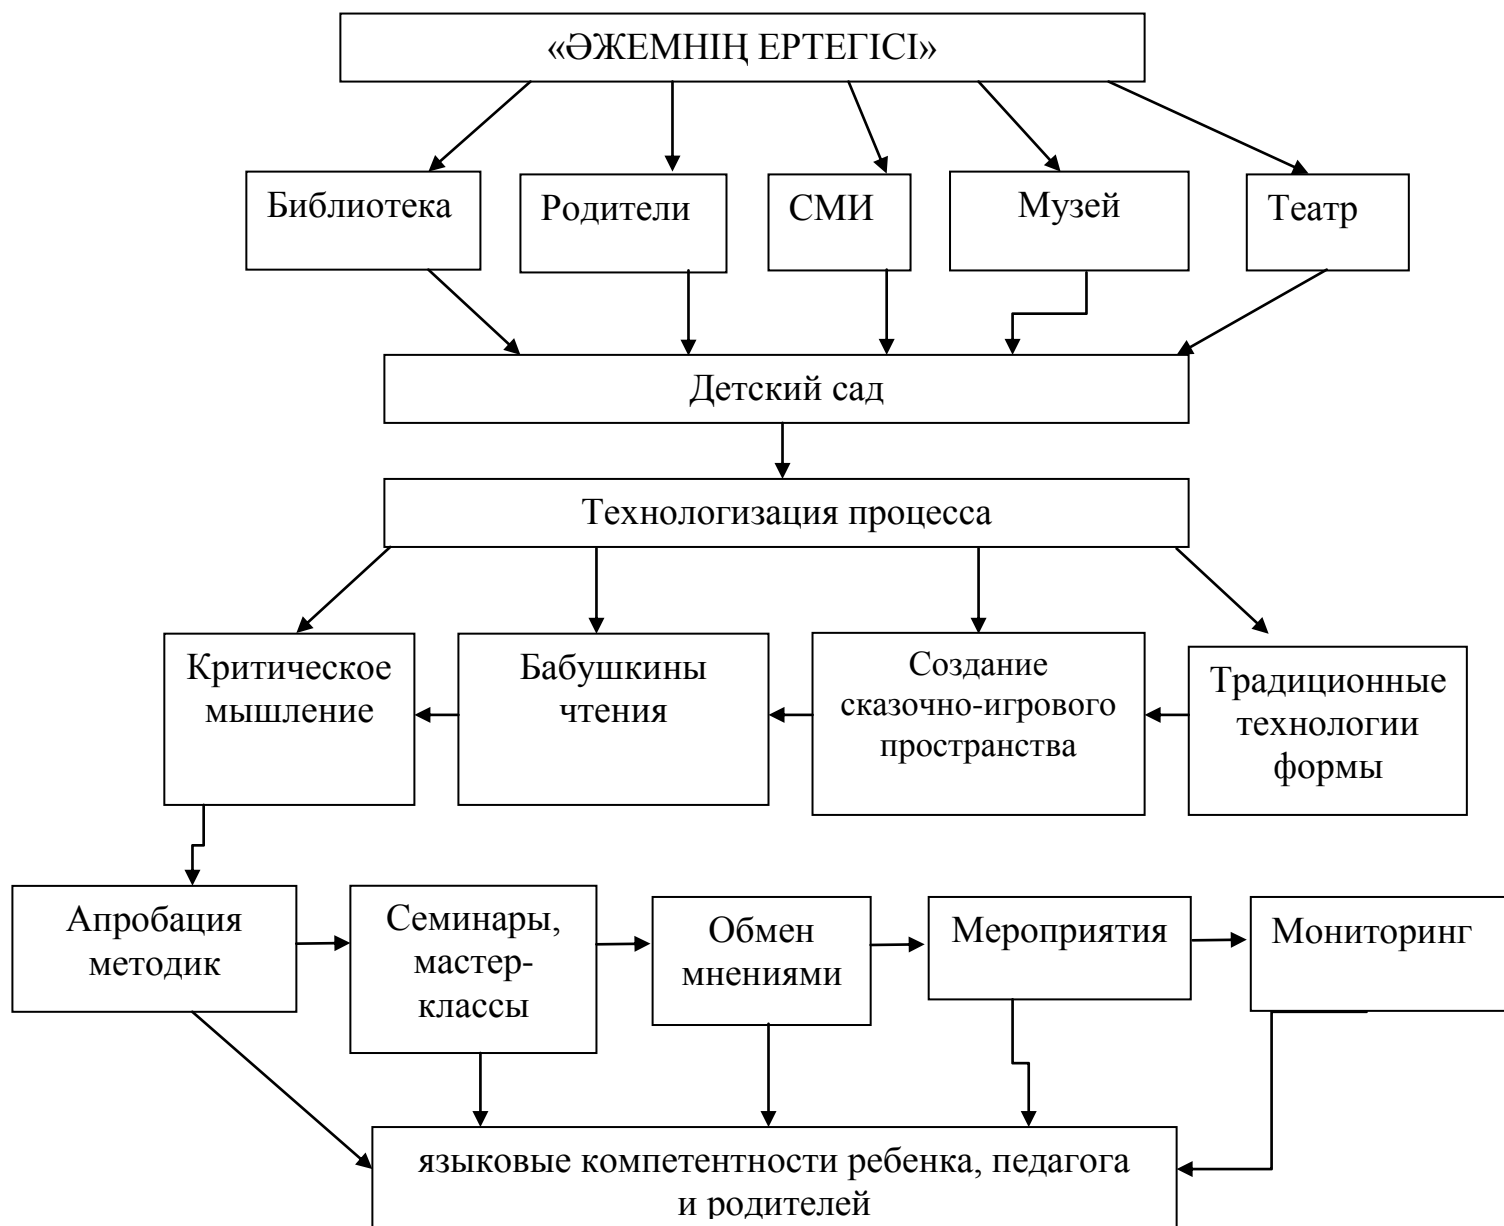 «ӘЖЕМНІҢ ЕРТЕГІСІ»
Библиотека
Родители
СМИ
Музей
Театр
Детский сад
Технологизация процесса
Критическое
мышление
Бабушкины
чтения
Создание
сказочно-игрового
пространства
Традиционные
технологии
формы
Апробация
методик
Семинары,
мастер-
классы
Обмен
мнениями
Мероприятия
Мониторинг
языковые компетентности ребенка, педагога
и родителей